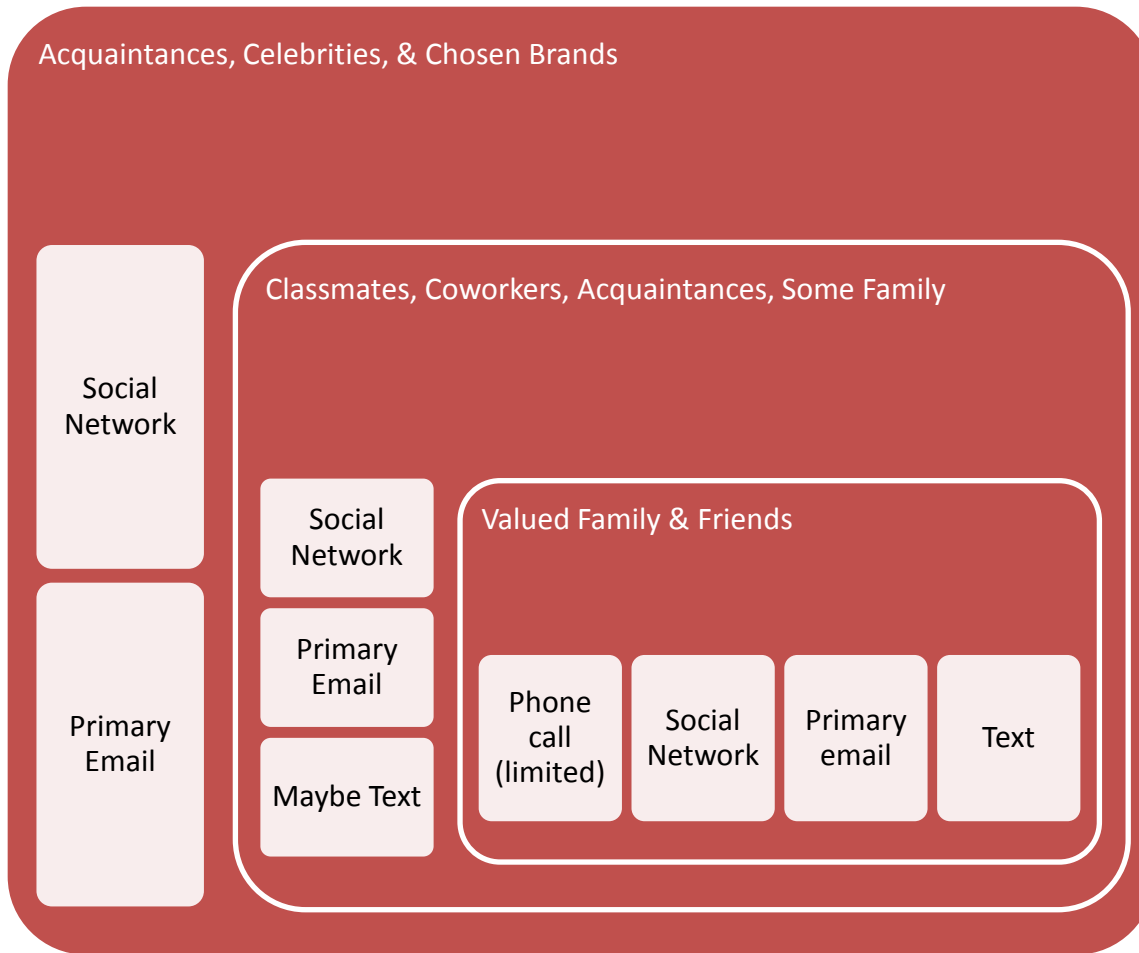 Acquaintances, Celebrities, & Chosen Brands
Social
Network
Primary
Email
Classmates, Coworkers, Acquaintances, Some Family
Social
Network
Primary
Email
Maybe Text
Valued Family & Friends
Phone
call
(limited)
Social
Network
Primary
email
Text